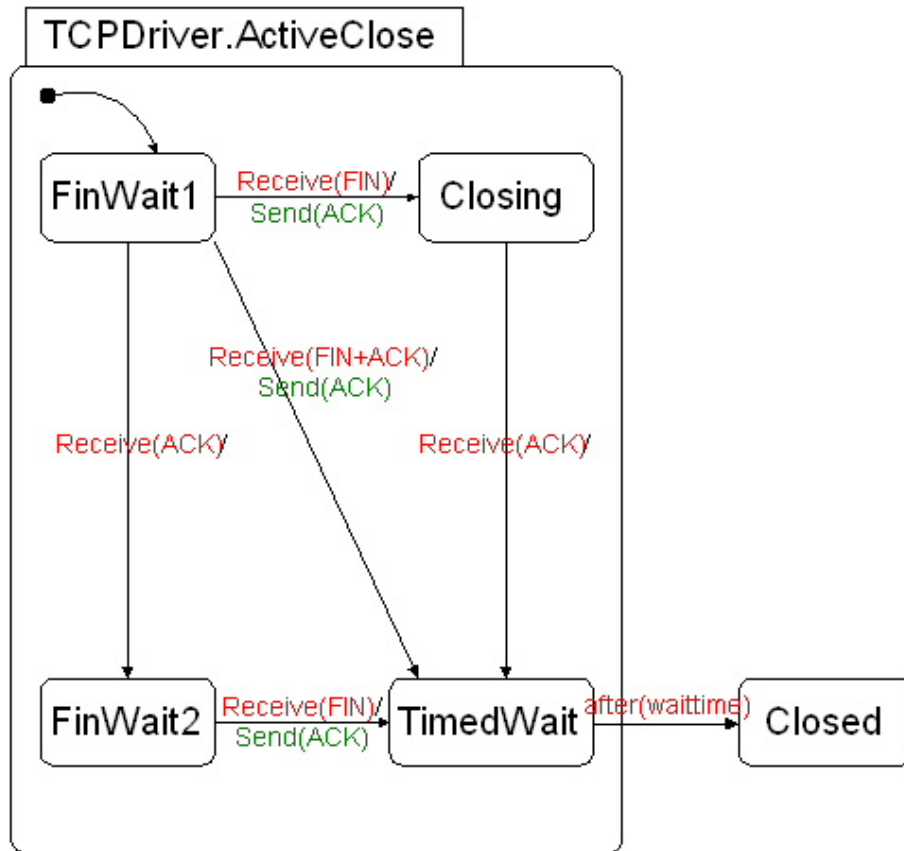 TCPDriver.ActiveClose
FinWait1
Receive(FIN)/
Send(ACK)
Closing
Receive(FIN+ACK)/
Send(ACK)
Receive(ACK)/
Receive(ACK)/
FinWait2
Receive(FIN)/
Send(ACK)
TimedWait
after(waittime)
Closed